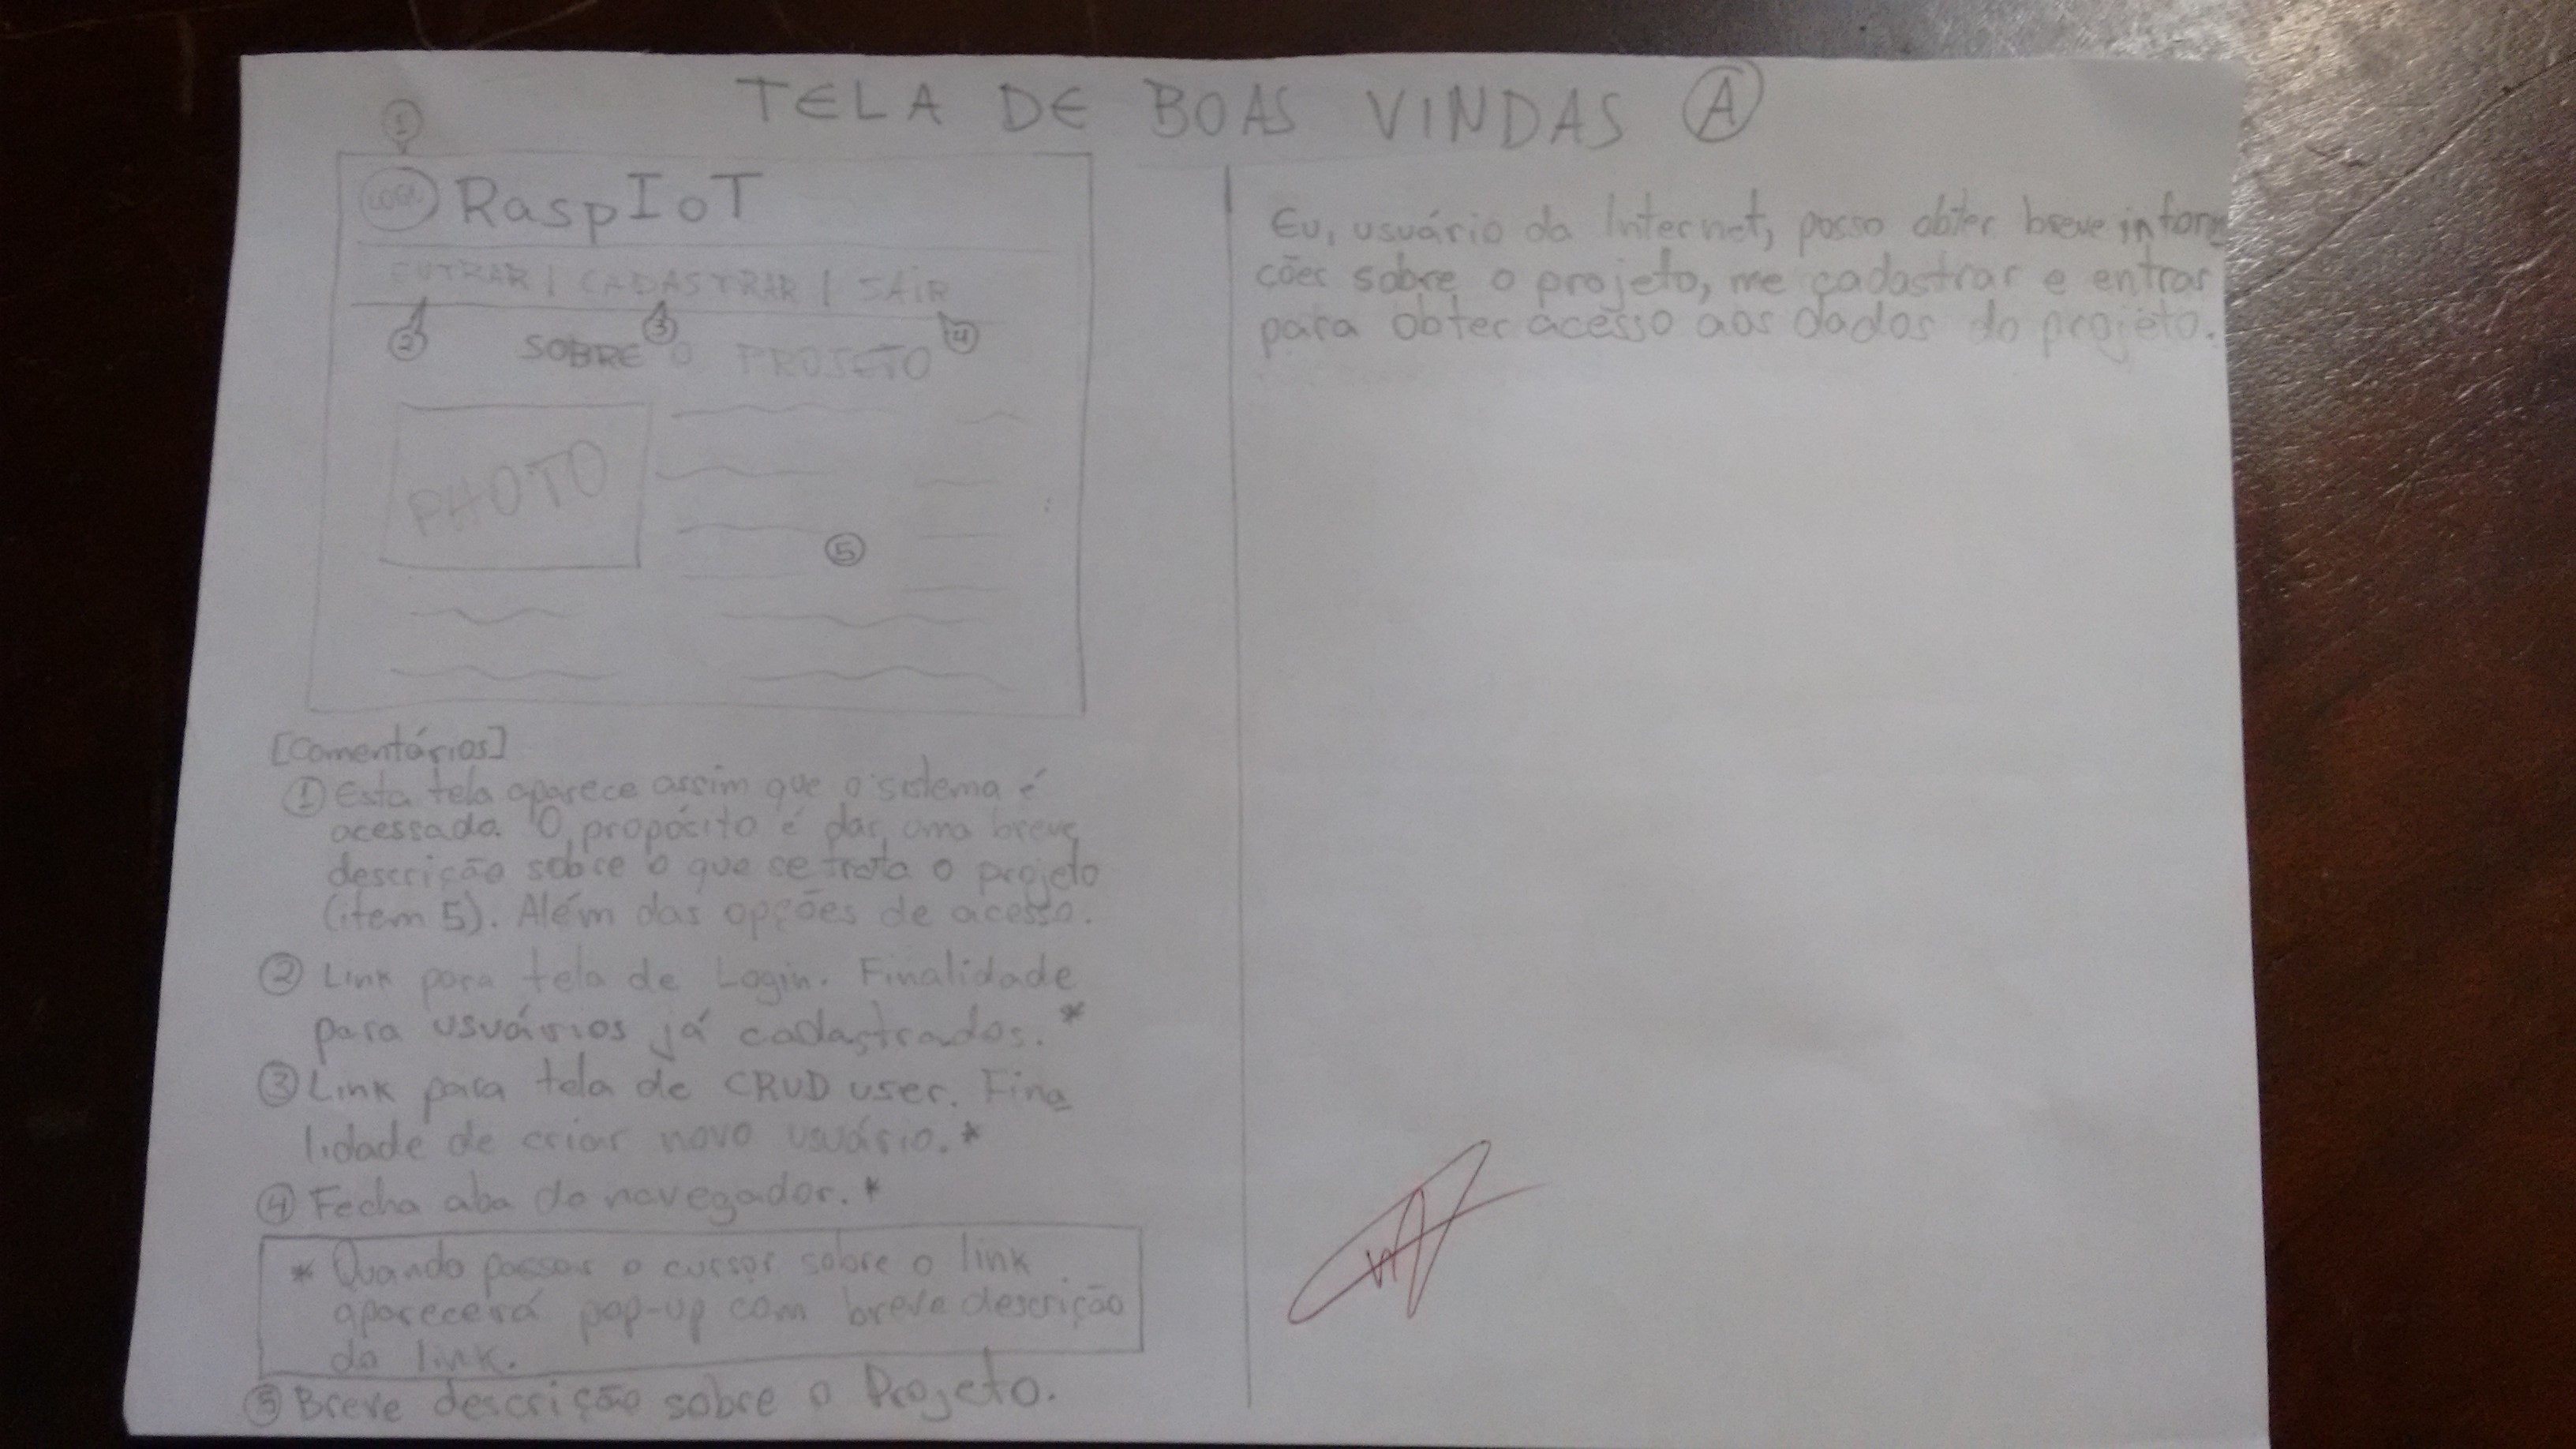 TELA DE BOAS VINDAS A
1
LOGO RaspIoT
ENTRAR | CADASTRAR | SAIR
2 3 4
SOBRE O PROJETO
PHOTO
5
[Comentários]
1 Esta tela aparece assim que o sistema é
acessado. O propósito é dar uma breve
descrição sobre o que se trata o projeto
(item 5). Além das opções de acesso.
2 Link para tela de Login. Finalidade
para usuários já cadastrados.*
3 Link para tela de CRUD user. Fina
lidade de criar novo usuário.*
4 Fecha aba do navegador.*
* Quando passar o cursor sobre o link
aparecerá pop-up com breve descrição
do link.
5 Breve descrição sobre o Projeto.
Eu, usuário da Internet, posso obter breve informa
ções sobre o projeto, me cadastrar e entrar
para obter acesso aos dados do projeto.